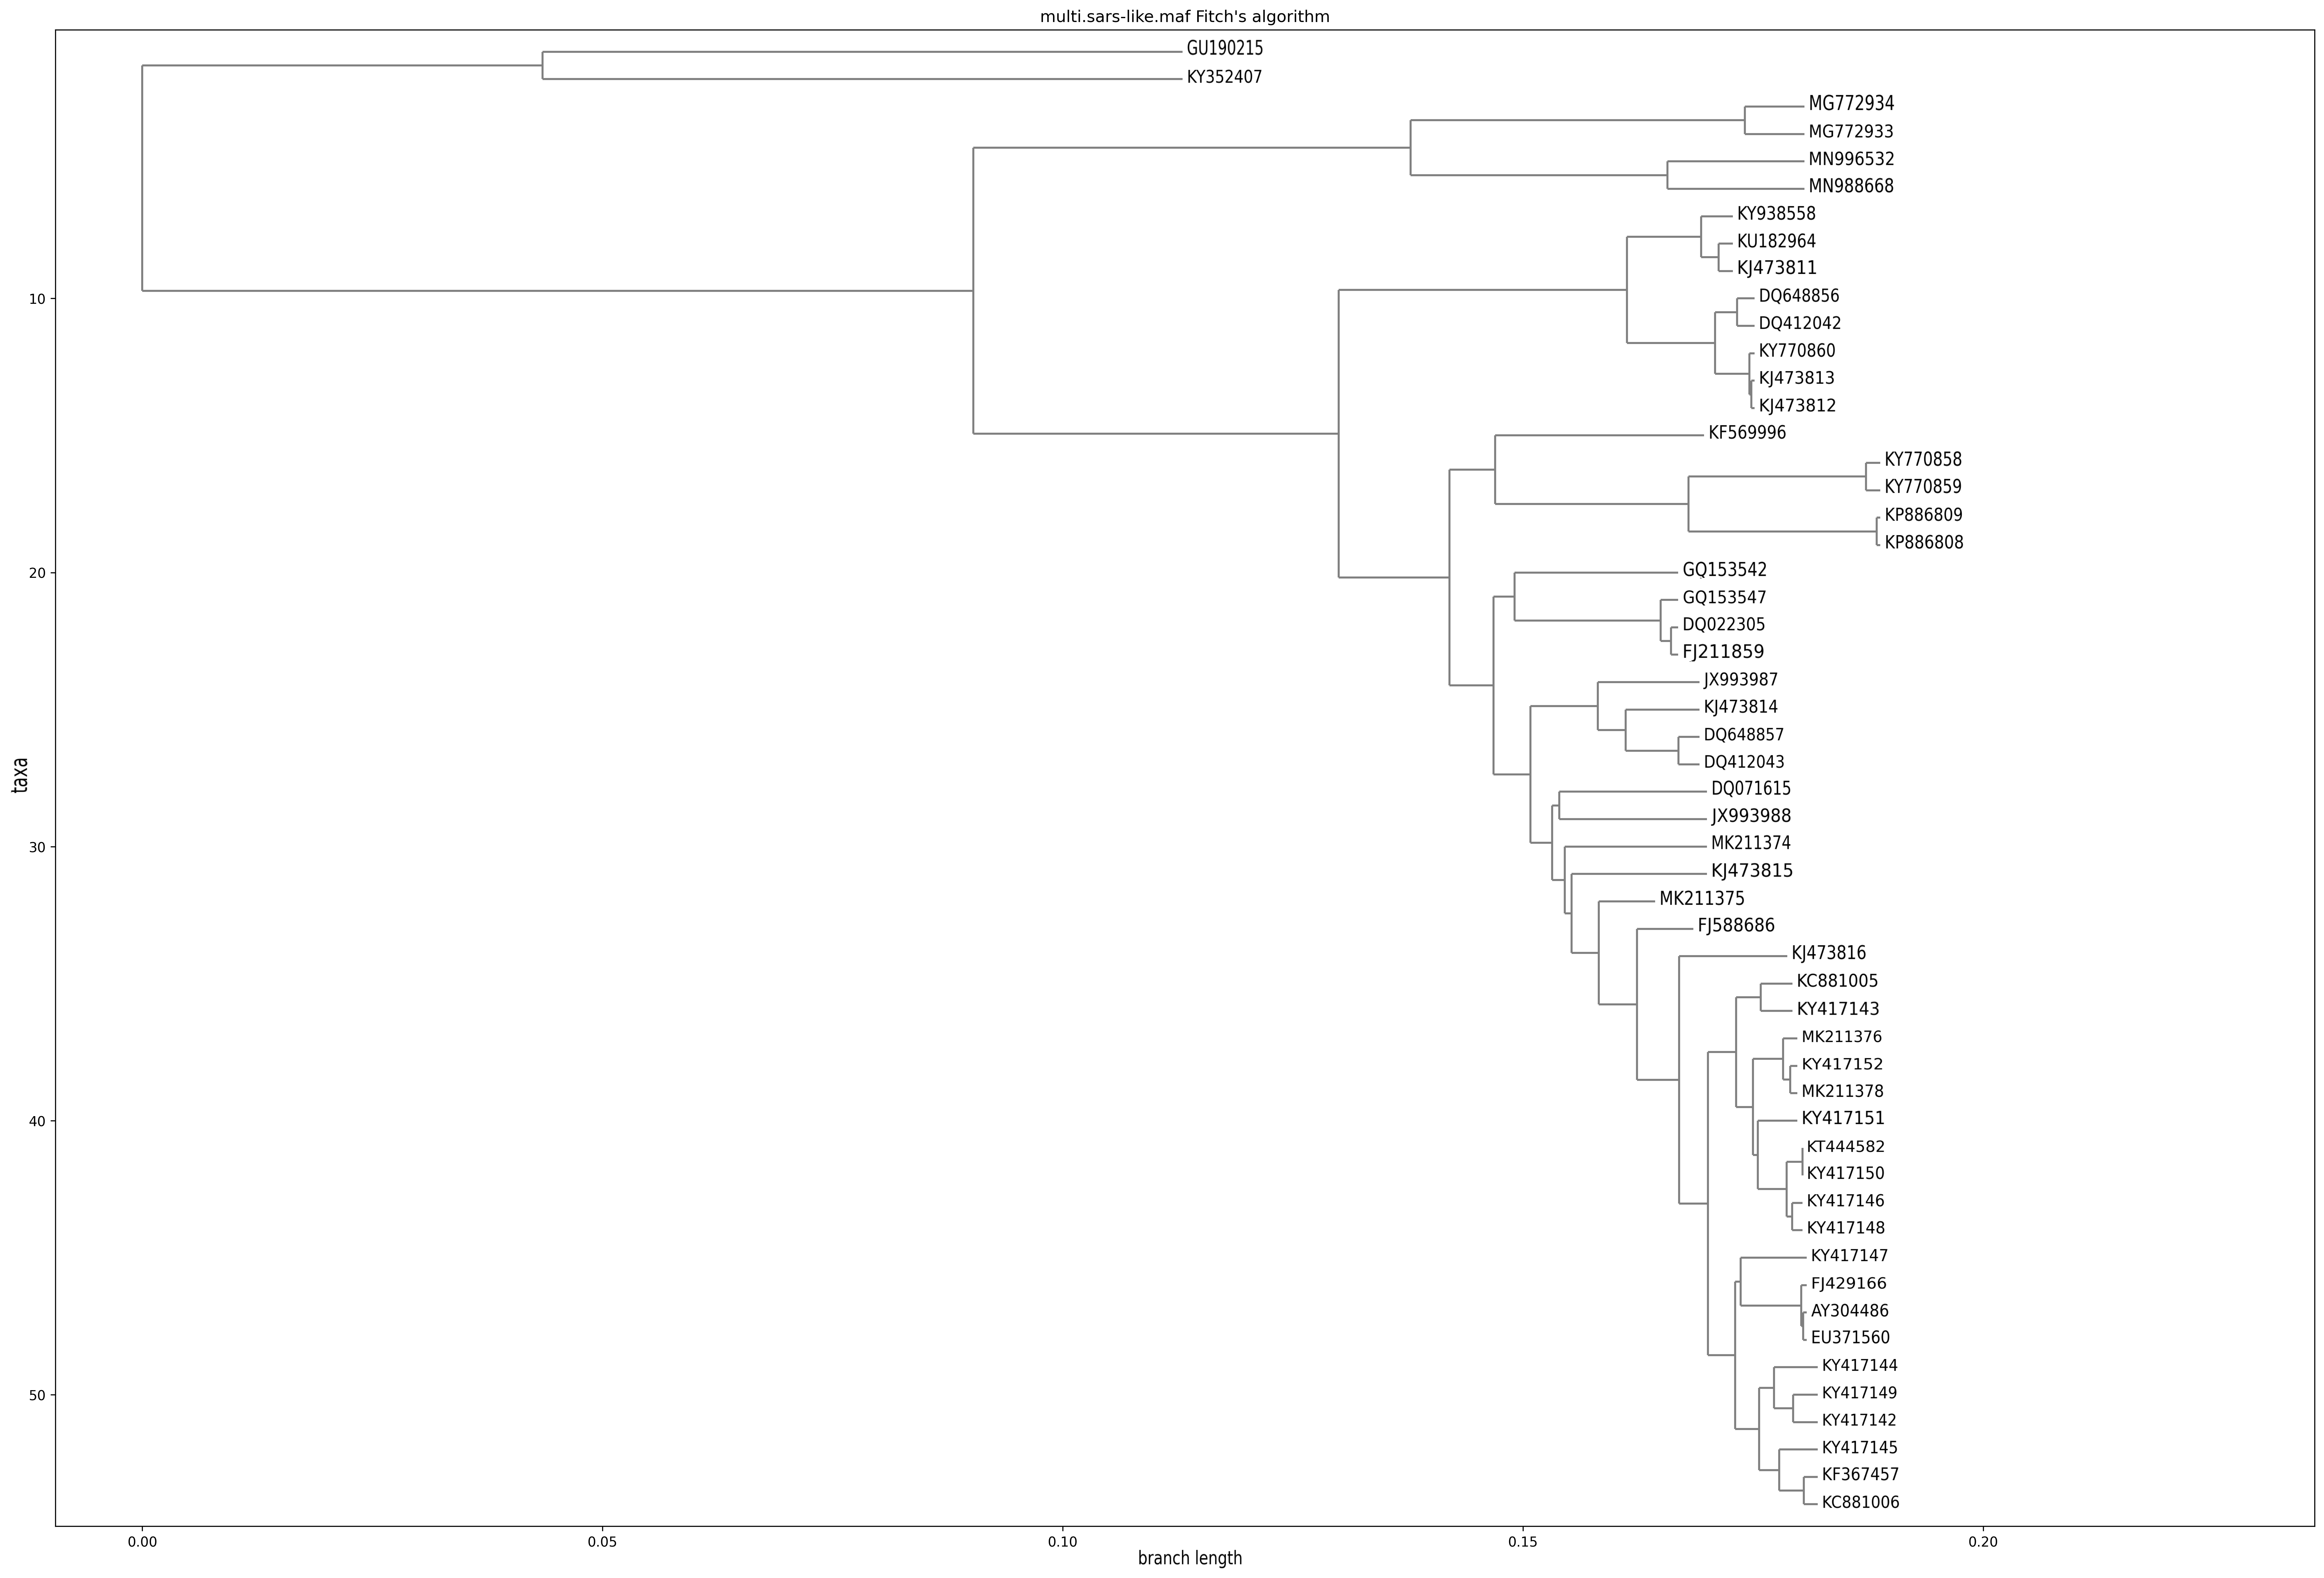 multi.sars-like.maf Fitch's algorithm
GU190215
KY352407
MG772934
MG772933
MN996532
MN988668
KY938558
KU182964
KJ473811
10
DQ648856
DQ412042
KY770860
KJ473813
KJ473812
KF569996
KY770858
KY770859
KP886809
KP886808
20
GQ153542
GQ153547
DQ022305
FJ211859
JX993987
KJ473814
DQ648857
DQ412043
taxa
DQ071615
JX993988
30
MK211374
KJ473815
MK211375
FJ588686
KJ473816
KC881005
KY417143
MK211376
KY417152
MK211378
40
KY417151
KT444582
KY417150
KY417146
KY417148
KY417147
FJ429166
AY304486
EU371560
KY417144
50
KY417149
KY417142
KY417145
KF367457
KC881006
0.00 0.05 0.10 0.15 0.20
branch length